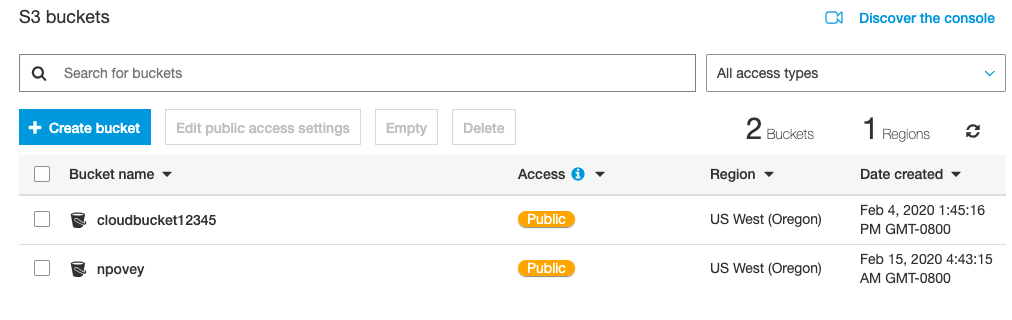 S3 buckets
Discover the console
Search for buckets
All access types
+ Create bucket
Edit public access settings
Empty
Delete
2 Buckets
1 Regions
Bucket name
Access
Region
Date created
cloudbucket12345
Public
US West (Oregon)
Feb 4, 2020 1:45:16
PM GMT-0800
npovey
Public
US West (Oregon)
Feb 15, 2020 4:43:15
AM GMT-0800